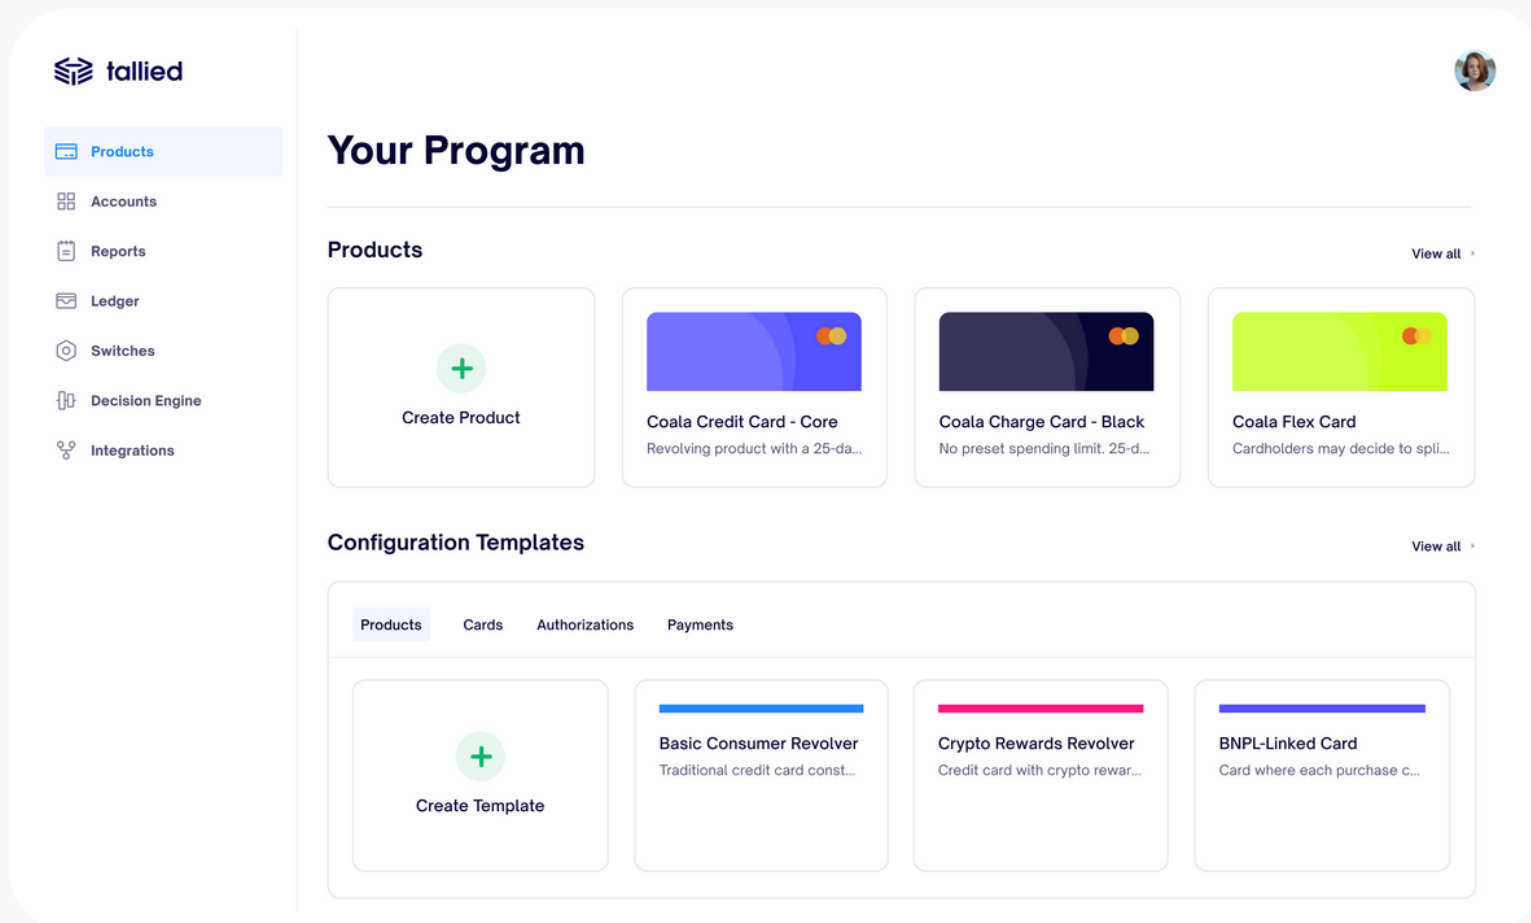 tallied
Products
Accounts
Reports
Ledger
Switches
Decision Engine
Integrations
Your Program
Products
View all
Create Product
Coala Credit Card - Core
Revolving product with a 25-da...
Coala Charge Card - Black
No preset spending limit. 25-d...
Coala Flex Card
Cardholders may decide to spli...
Configuration Templates
View all
Products
Cards
Authorizations
Payments
Create Template
Basic Consumer Revolver
Traditional credit card const...
Crypto Rewards Revolver
Credit card with crypto rewar...
BNPL-Linked Card
Card where each purchase c...